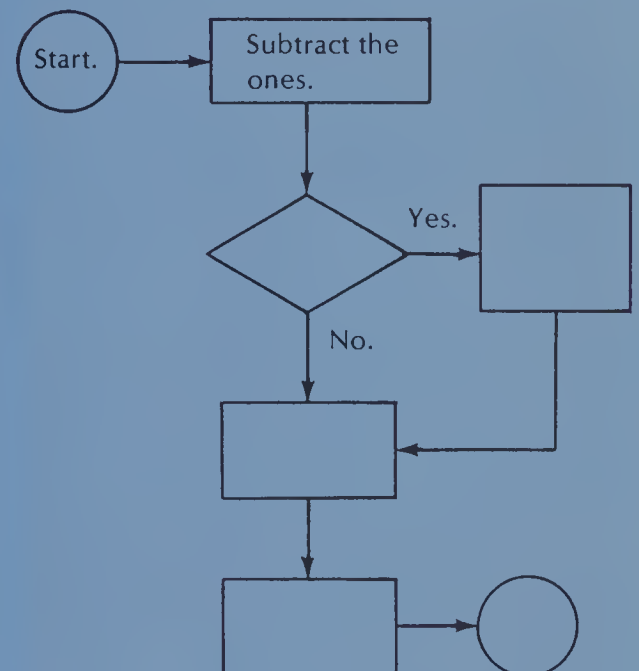 Start.
Subtract the
ones.
Yes.
No.